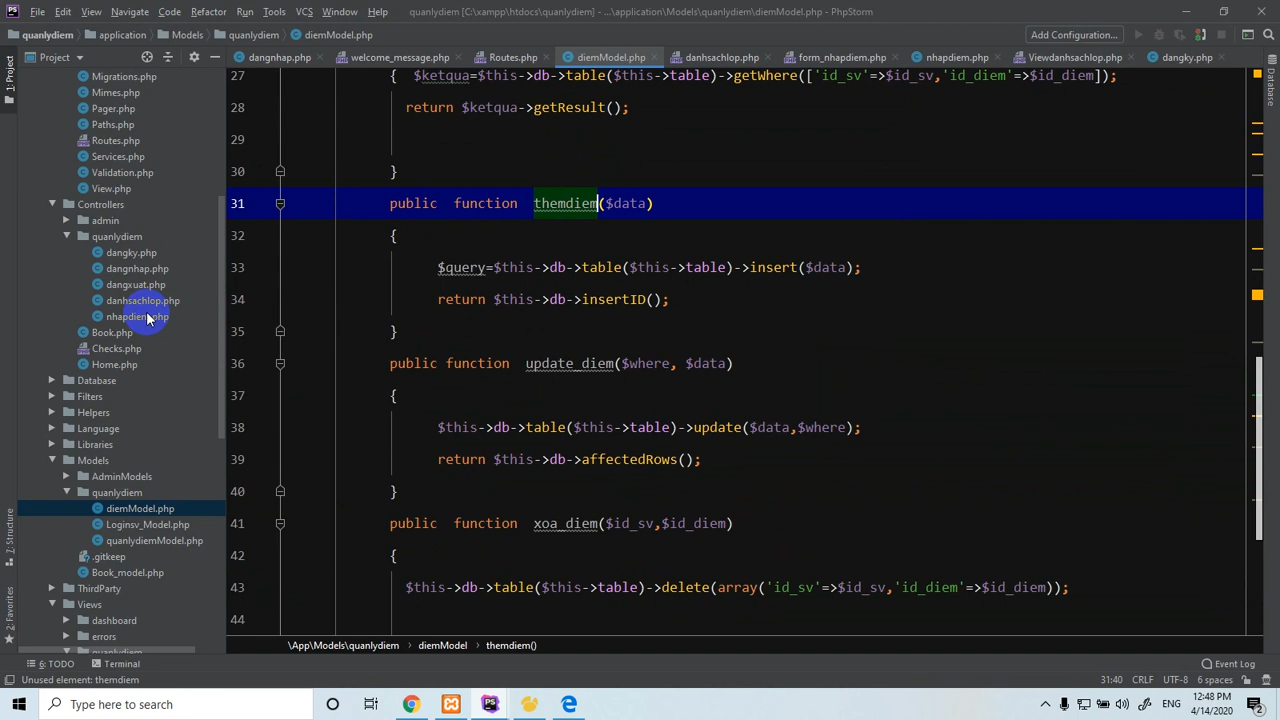 File Edit View Navigate Code Refactor Run Tools VCS Window Help quanlydiem [C:\xampp\htdocs\quanlydiem] - ...\application\Models\quanlydiem\diemModel.php - PhpStorm
quanlydiem application Models quanlydiem diemModel.php Add Configuration...
Project dangnhap.php welcome_message.php Routes.php diemModel.php danhsachlop.php form_nhapdiem.php nhapdiem.php Viewdanhsachlop.php dangky.php
1: Project
Database
Migrations.php
Mimes.php
Pager.php
Paths.php
Routes.php
Services.php
Validation.php
View.php
Controllers
admin
quanlydiem
dangky.php
dangnhap.php
dangxuat.php
danhsachlop.php
nhapdiem.php
Book.php
Checks.php
Home.php
Database
Filters
Helpers
Language
Libraries
Models
AdminModels
quanlydiem
diemModel.php
Loginsv_Model.php
quanlydiemModel.php
.gitkeep
Book_model.php
ThirdParty
Views
dashboard
errors
quanlydiem
7: Structure
2: Favorites
27 { $ketqua=$this->db->table($this->table)->getWhere(['id_sv'=>$id_sv,'id_diem'=>$id_diem]);
28 return $ketqua->getResult();
29
30 }
31 public function themdiem($data)
32 {
33 $query=$this->db->table($this->table)->insert($data);
34 return $this->db->insertID();
35 }
36 public function update_diem($where, $data)
37 {
38 $this->db->table($this->table)->update($data,$where);
39 return $this->db->affectedRows();
40 }
41 public function xoa_diem($id_sv,$id_diem)
42 {
43 $this->db->table($this->table)->delete(array('id_sv'=>$id_sv,'id_diem'=>$id_diem));
44
\App\Models\quanlydiem diemModel themdiem()
6: TODO Terminal Event Log
Unused element: themdiem 31:40 CRLF UTF-8 6 spaces
Type here to search
PS
ENG
12:48 PM
4/14/2020
2